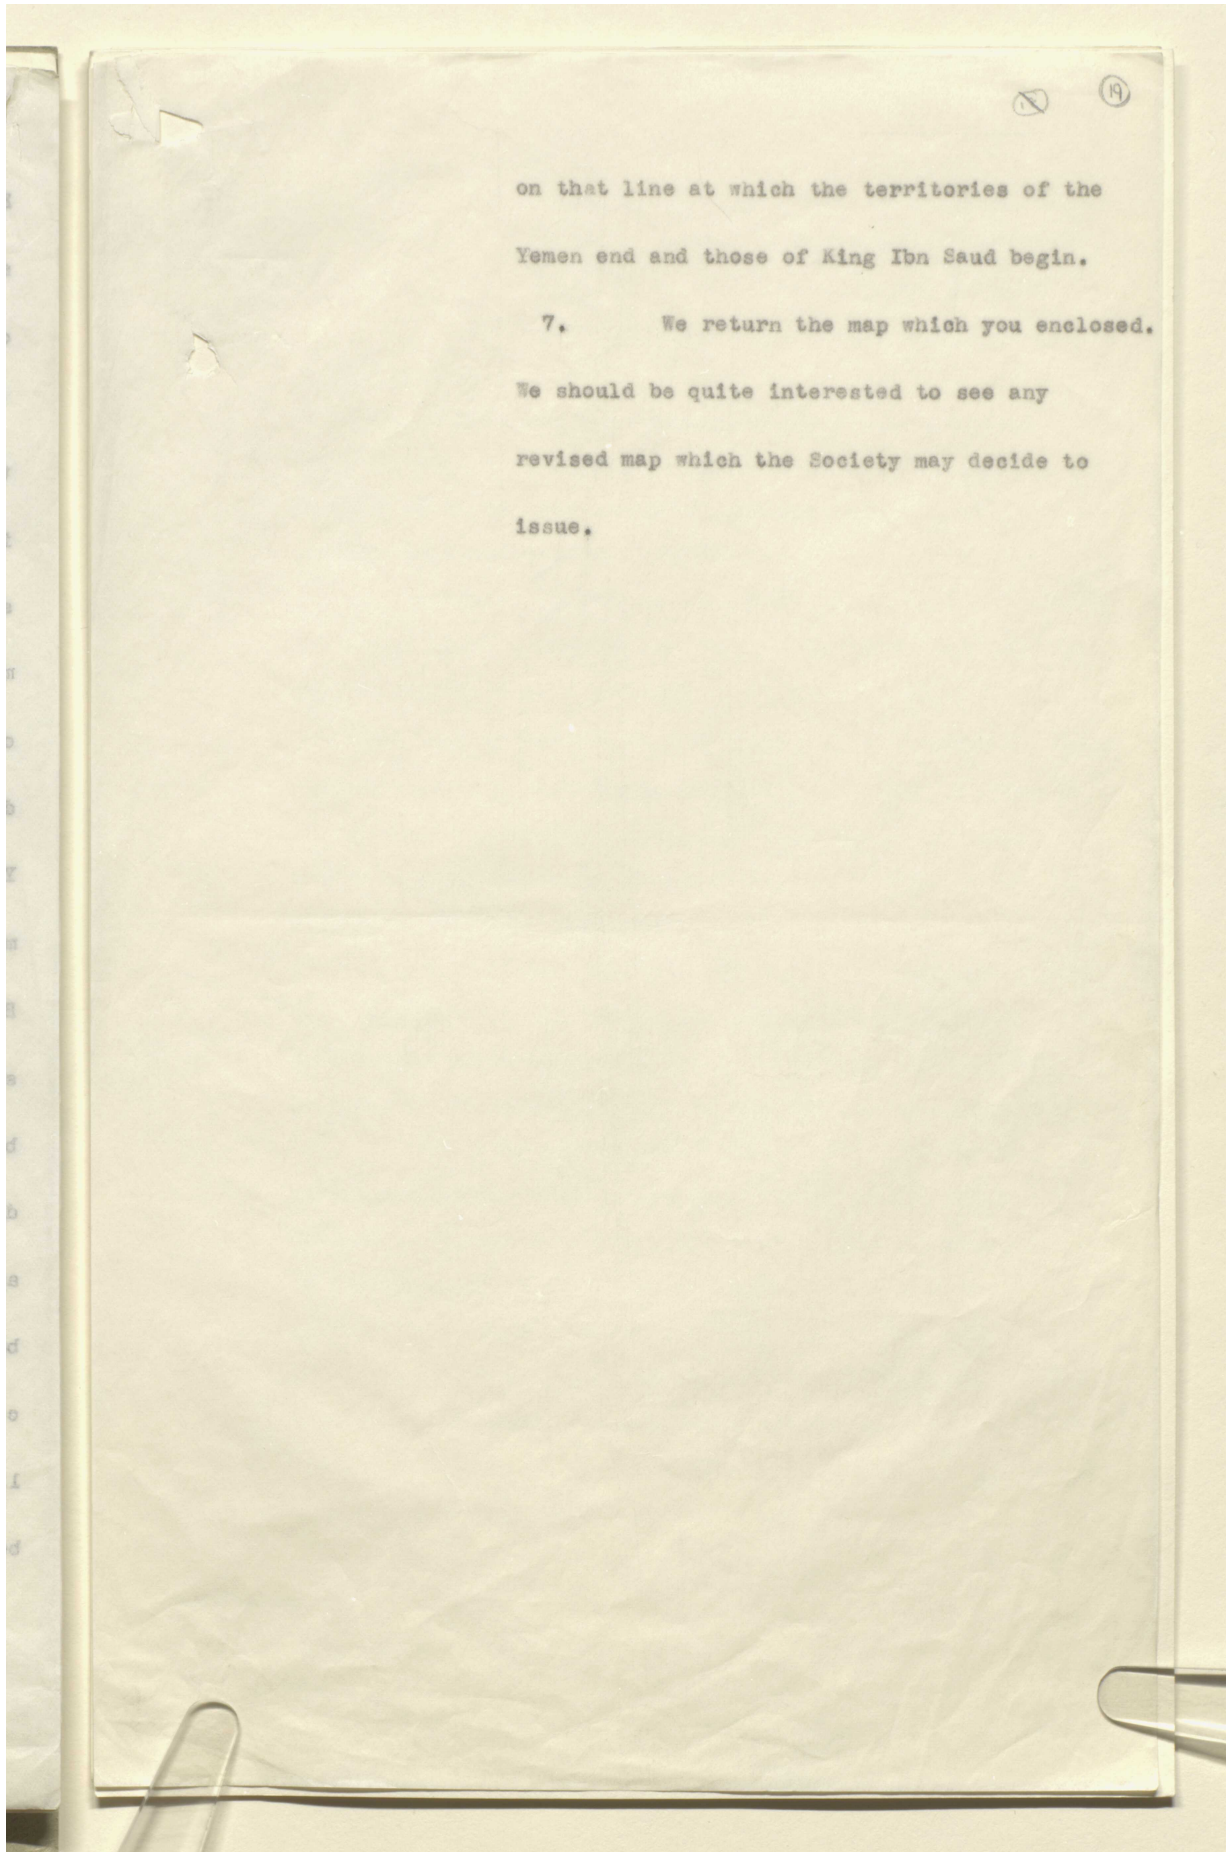 19
on that line at which the territories of the
Yemen end and those of King Ibn Saud begin.
7. We return the map which you enclosed.
We should be quite interested to see any
revised map which the Society may decide to
issue.